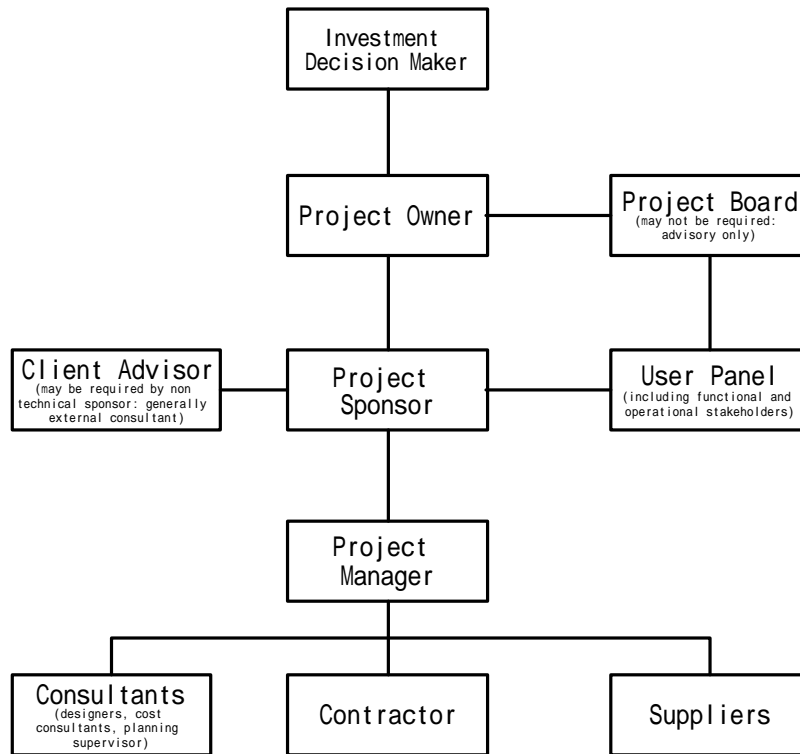 Investment
Decision Maker
Project Owner
Project Board
(may not be required:
advisory only)
Client Advisor
(may be required by non
technical sponsor: generally
external consultant)
Project
Sponsor
User Panel
(including functional and
operational stakeholders)
Project
Manager
Consultants
(designers, cost
consultants, planning
supervisor)
Contractor
Suppliers